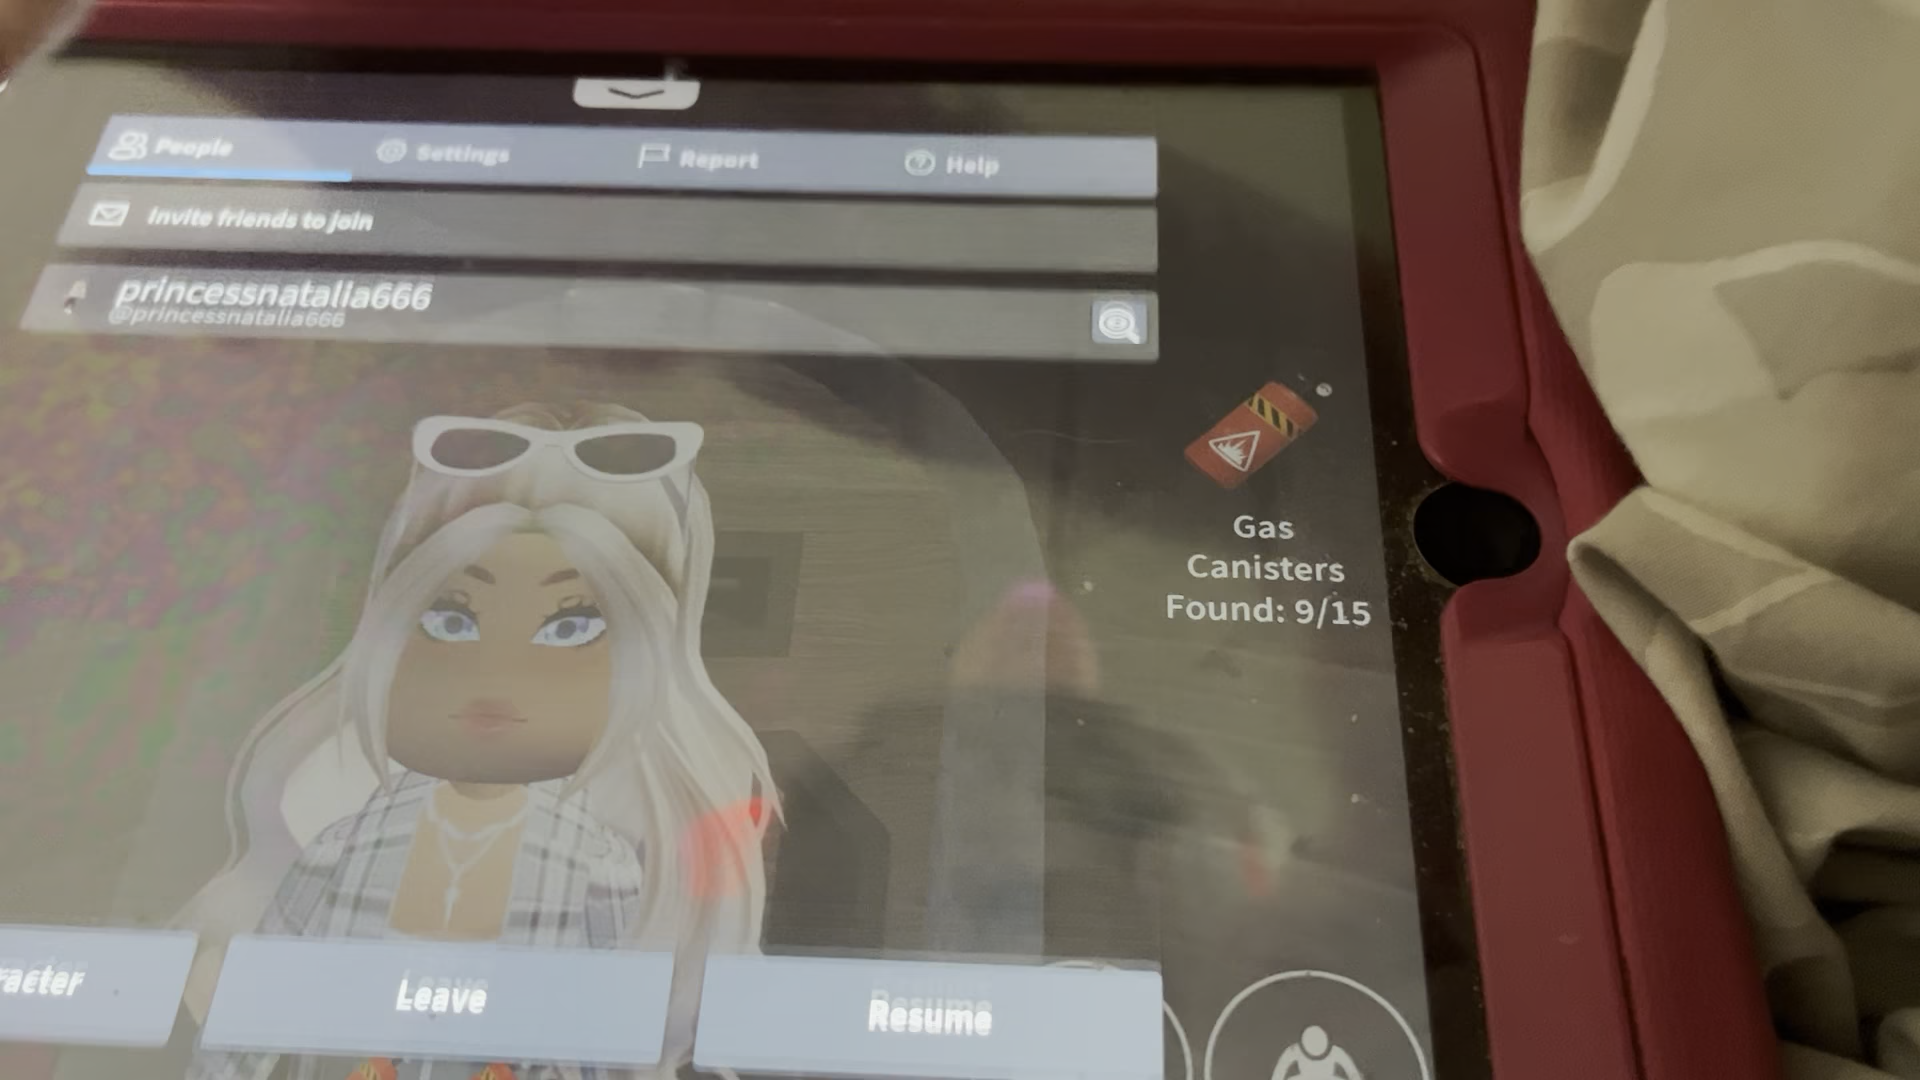 People
Settings
Report
Help
Invite friends to join
princessnatalia666
@princessnatalia666
Gas
Canisters
Found: 9/15
Leave
Resume